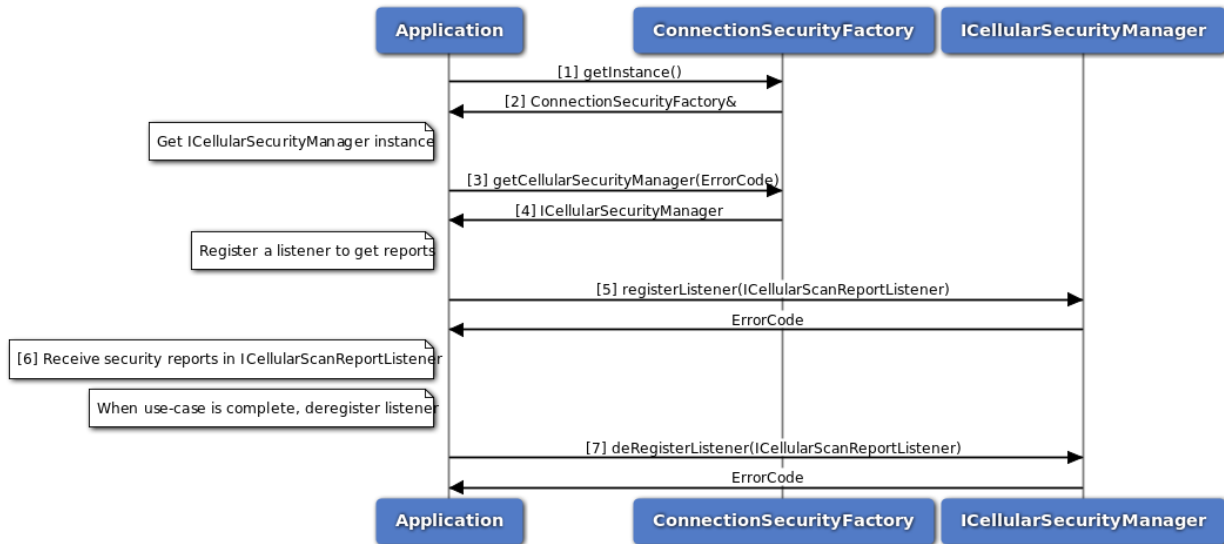 Application
ConnectionSecurityFactory
ICellularSecurityManager
[1] getInstance()
[2] ConnectionSecurityFactory&
Get ICellularSecurityManager instance
[3] getCellularSecurityManager(ErrorCode)
[4] ICellularSecurityManager
Register a listener to get reports
[5] registerListener(ICellularScanReportListener)
ErrorCode
[6] Receive security reports in ICellularScanReportListener
When use-case is complete, deregister listener
[7] deRegisterListener(ICellularScanReportListener)
ErrorCode
Application
ConnectionSecurityFactory
ICellularSecurityManager